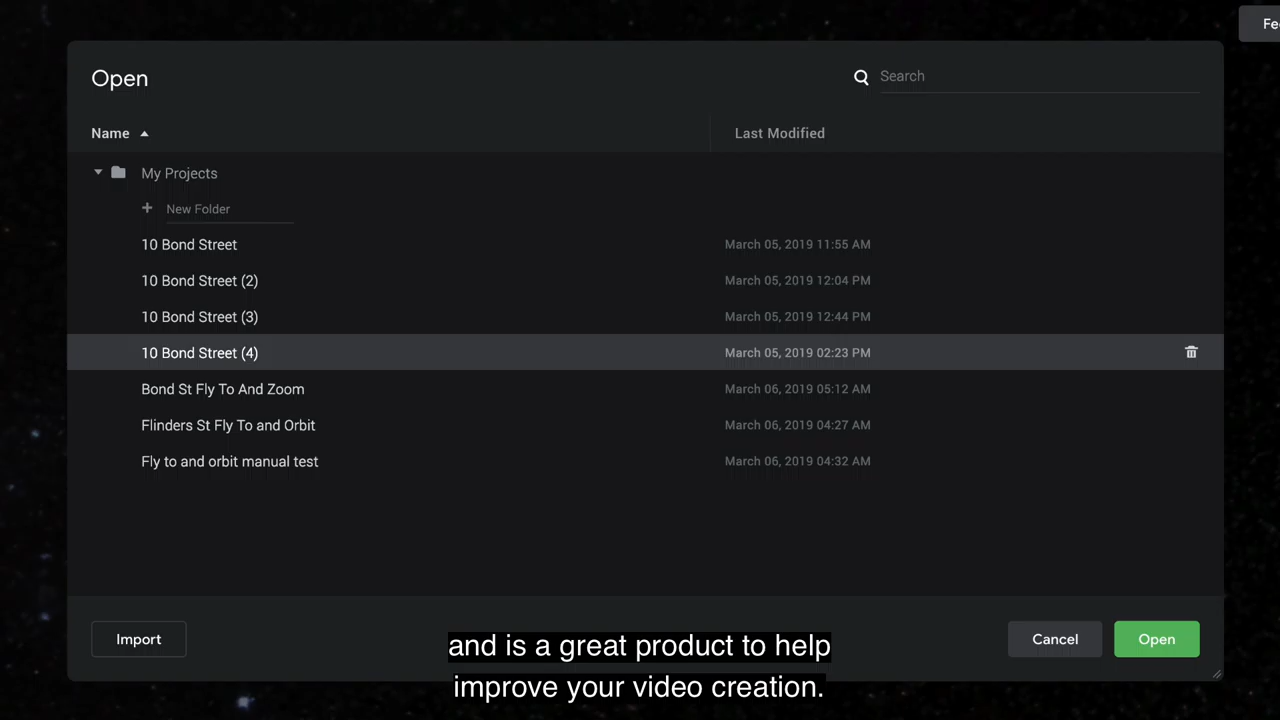 Fe
Open
Search
Name
Last Modified
My Projects
New Folder
10 Bond Street
March 05, 2019 11:55 AM
10 Bond Street (2)
March 05, 2019 12:04 PM
10 Bond Street (3)
March 05, 2019 12:44 PM
10 Bond Street (4)
March 05, 2019 02:23 PM
Bond St Fly To And Zoom
March 06, 2019 05:12 AM
Flinders St Fly To and Orbit
March 06, 2019 04:27 AM
Fly to and orbit manual test
March 06, 2019 04:32 AM
Import
Cancel
Open
and is a great product to help
improve your video creation.